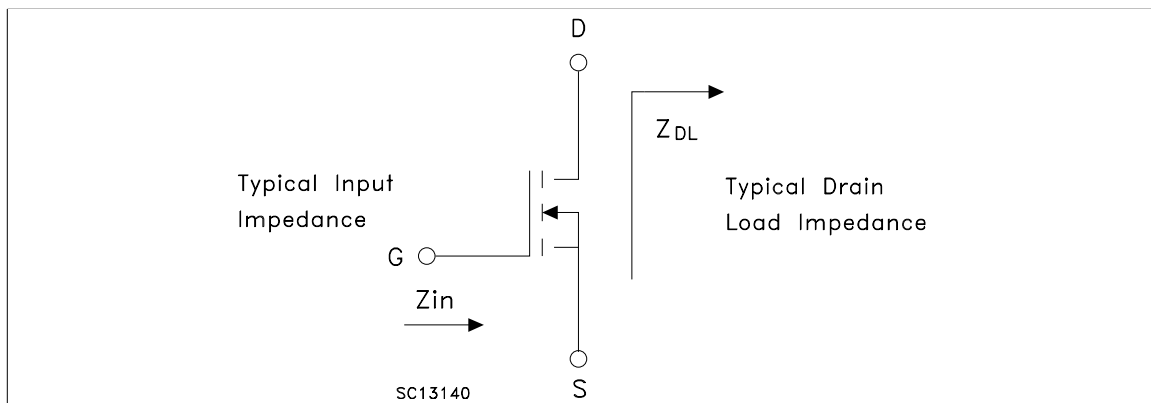 D
Z DL
Typical Input
Impedance
Typical Drain
Load Impedance
G
Zin
SC13140
S